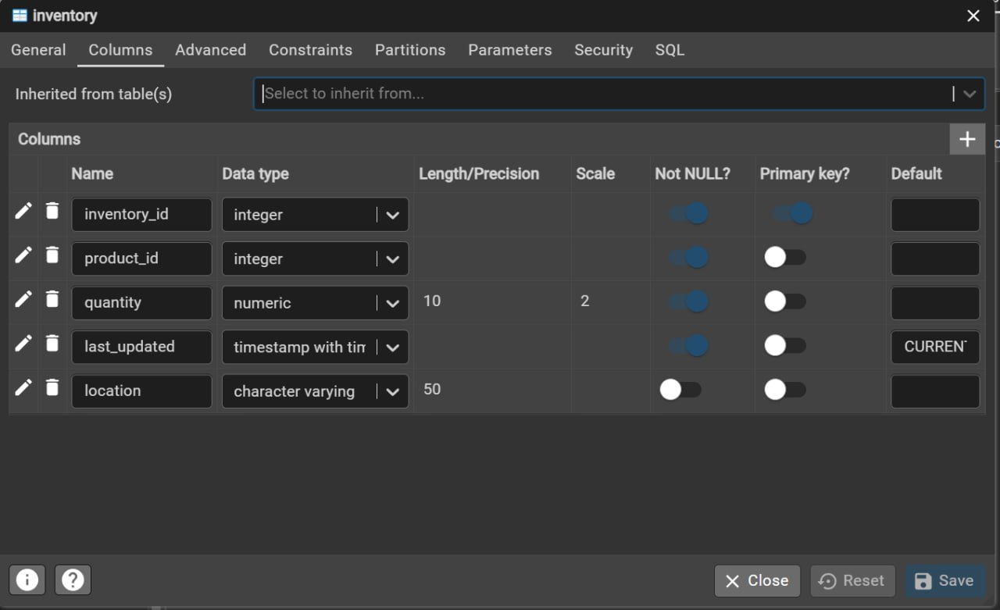 inventory
General Columns Advanced Constraints Partitions Parameters Security SQL
Inherited from table(s) Select to inherit from...
Columns
Name Data type Length/Precision Scale Not NULL? Primary key? Default
inventory_id integer
product_id integer
quantity numeric 10 2
last_updated timestamp with tim CURREN
location character varying 50
Close Reset Save